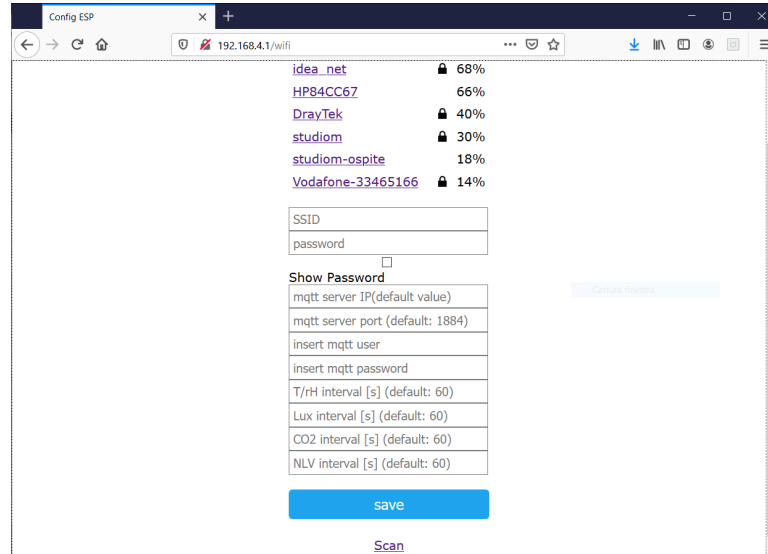 Config ESP
192.168.4.1/wifi
idea_net 68%
HP84CC67 66%
DrayTek 40%
studiom 30%
studiom-ospite 18%
Vodafone-33465166 14%
SSID
password
Show Password
mqtt server IP(default value)
Cattura finestra
mqtt server port (default: 1884)
insert mqtt user
insert mqtt password
T/rH interval [s] (default: 60)
Lux interval [s] (default: 60)
CO2 interval [s] (default: 60)
NLV interval [s] (default: 60)
save
Scan